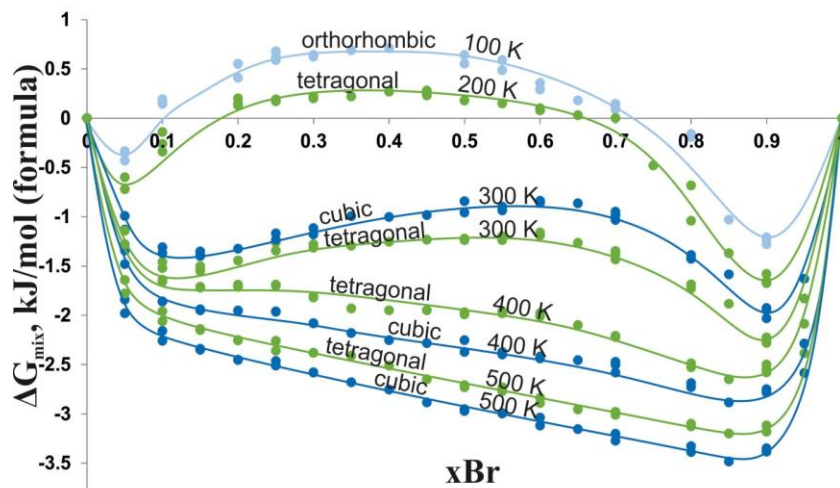 1
orthorhombic 100 K
0.5
tetragonal 200 K
0
0 0.1 0.2 0.3 0.4 0.5 0.6 0.7 0.8 0.9 1
-0.5
-1
cubic 300 K
tetragonal 300 K
-1.5
tetragonal 400 K
-2
cubic 400 K
-2.5
tetragonal 500 K
cubic 500 K
-3
-3.5
ΔGmix, kJ/mol (formula)
xBr